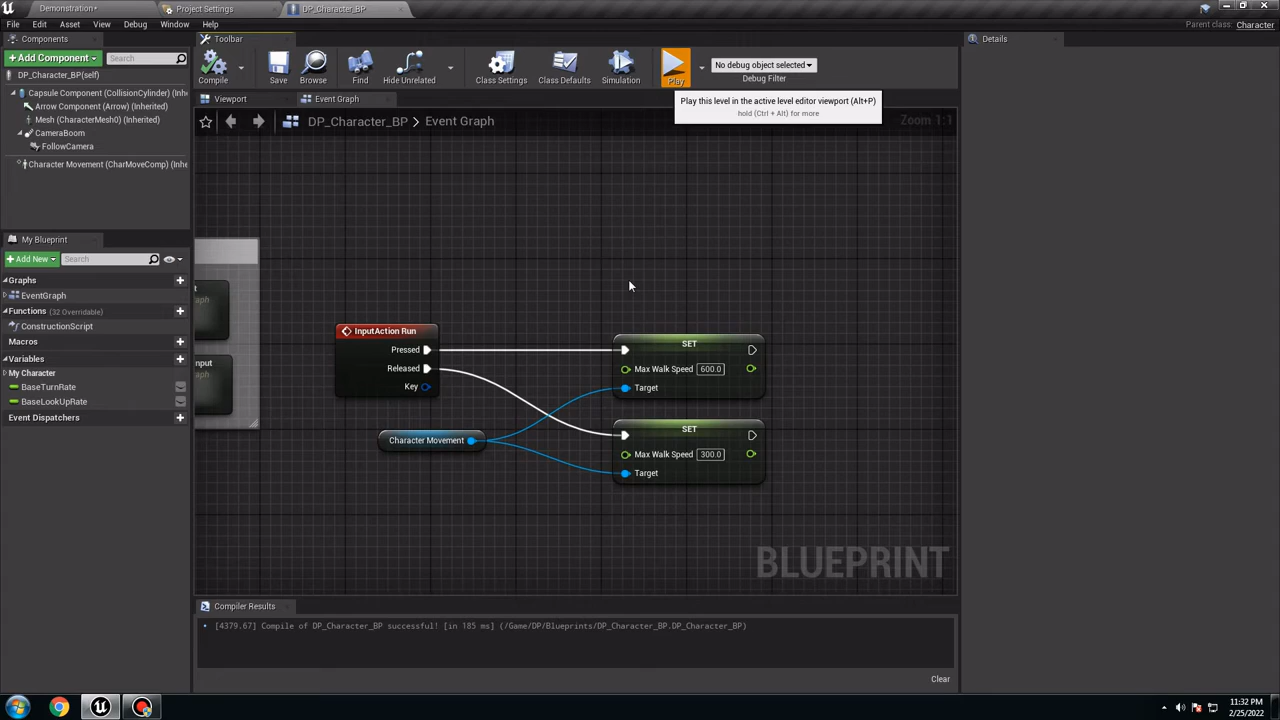 Demonstration*
Project Settings
DP_Character_BP
File Edit Asset View Debug Window Help
Parent class: Character
Components
Toolbar
Details
+Add Component
Search
Compile
Save
Browse
Find
Hide Unrelated
Class Settings
Class Defaults
Simulation
Play
No debug object selected
Debug Filter
DP_Character_BP(self)
Capsule Component (CollisionCylinder) (Inhe
Arrow Component (Arrow) (Inherited)
Mesh (CharacterMesh0) (Inherited)
CameraBoom
FollowCamera
Character Movement (CharMoveComp) (Inhe
Viewport
Event Graph
Play this level in the active level editor viewport (Alt+P)
hold (Ctrl + Alt) for more
DP_Character_BP > Event Graph
Zoom 1:1
My Blueprint
+Add New
Search
Graphs
EventGraph
Functions (32 Overridable)
ConstructionScript
Macros
Variables
My Character
BaseTurnRate
BaseLookUpRate
Event Dispatchers
t
raph
nput
raph
InputAction Run
Pressed
Released
Key
Character Movement
SET
Max Walk Speed 600.0
Target
SET
Max Walk Speed 300.0
Target
BLUEPRINT
Compiler Results
[4379.67] Compile of DP_Character_BP successful! [in 185 ms] (/Game/DP/Blueprints/DP_Character_BP.DP_Character_BP)
Clear
11:32 PM
2/25/2022